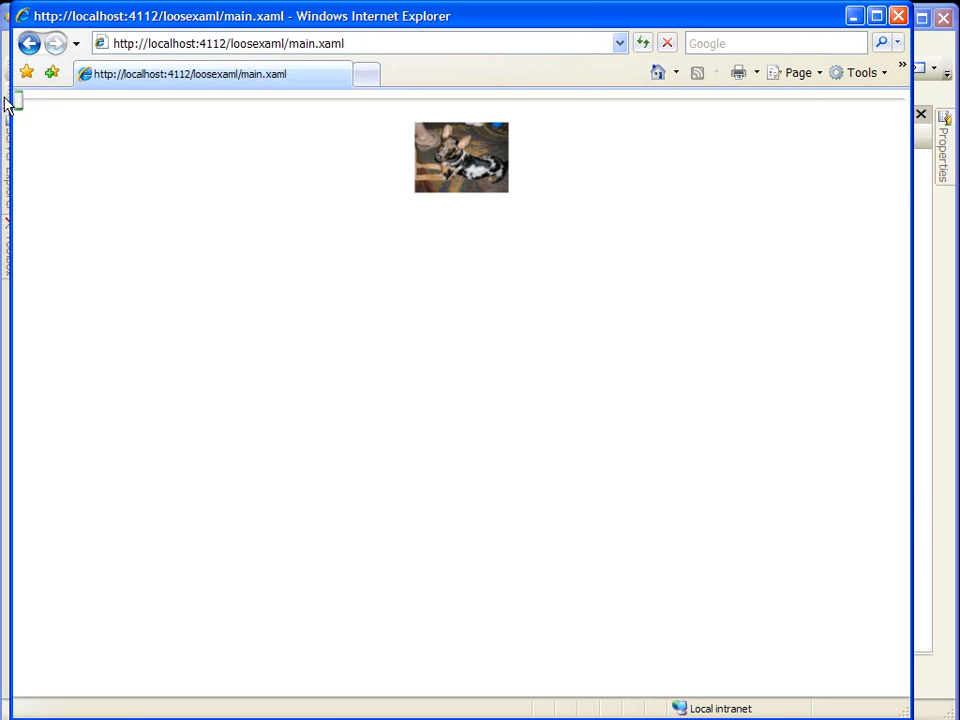 http://localhost:4112/loosexaml/main.xaml - Windows Internet Explorer
http://localhost:4112/loosexaml/main.xaml
Google
http://localhost:4112/loosexaml/main.xaml
Page
Tools
»
Properties
Local intranet